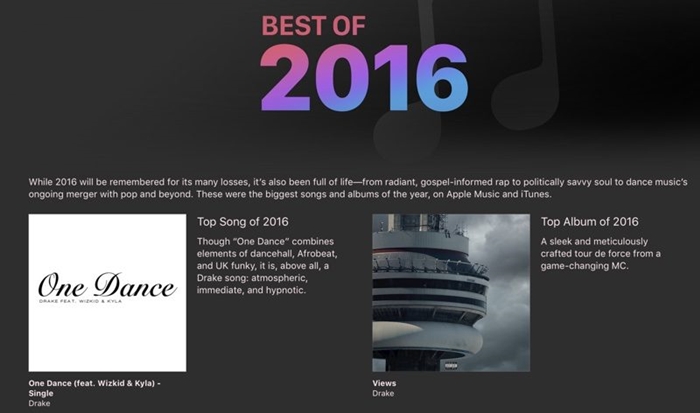 BEST OF
2016
While 2016 will be remembered for its many losses, it's also been full of life—from radiant, gospel-informed rap to politically savvy soul to dance music's
ongoing merger with pop and beyond. These were the biggest songs and albums of the year, on Apple Music and iTunes.
One Dance
DRAKE FEAT. WIZKID & KYLA
Top Song of 2016
Though "One Dance" combines
elements of dancehall, Afrobeat,
and UK funky, it is, above all, a
Drake song: atmospheric,
immediate, and hypnotic.
One Dance (feat. Wizkid & Kyla) -
Single
Drake
Top Album of 2016
A sleek and meticulously
crafted tour de force from a
game-changing MC.
Views
Drake